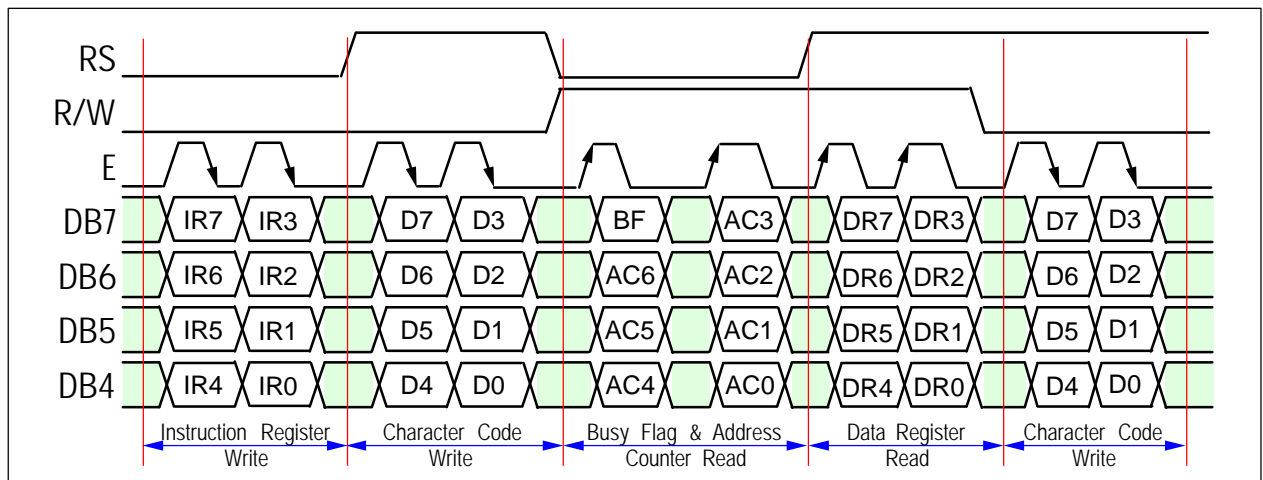 RS
R/W
E
DB7 IR7 IR3 D7 D3 BF AC3 DR7 DR3 D7 D3
DB6 IR6 IR2 D6 D2 AC6 AC2 DR6 DR2 D6 D2
DB5 IR5 IR1 D5 D1 AC5 AC1 DR5 DR1 D5 D1
DB4 IR4 IR0 D4 D0 AC4 AC0 DR4 DR0 D4 D0
Instruction Register Character Code Busy Flag & Address Data Register Character Code
Write Write Counter Read Read Write